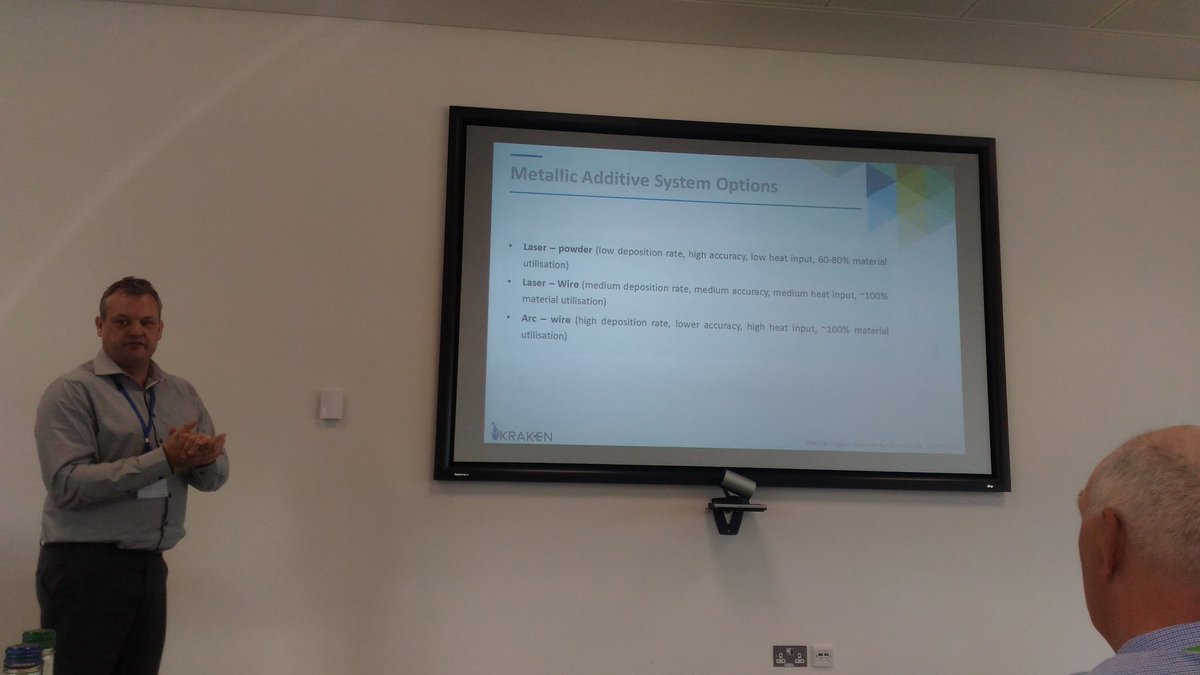 Metallic Additive System Options
• Laser – powder (low deposition rate, high accuracy, low heat input, 60-80% material
utilisation)
• Laser – Wire (medium deposition rate, medium accuracy, medium heat input, ~100%
material utilisation)
• Arc – wire (high deposition rate, lower accuracy, high heat input, ~100% material
utilisation)
KRAKEN
KRAKEN Project –